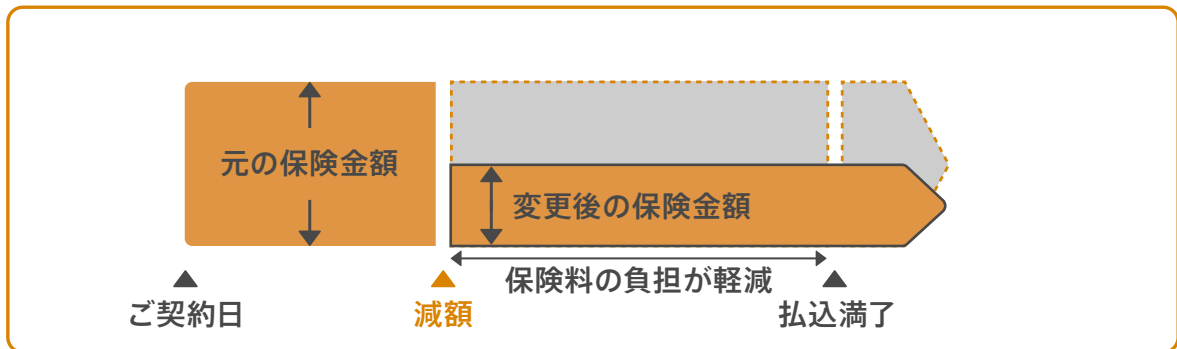 元の保険金額
変更後の保険金額
保険料の負担が軽減
ご契約日
減額
払込満了